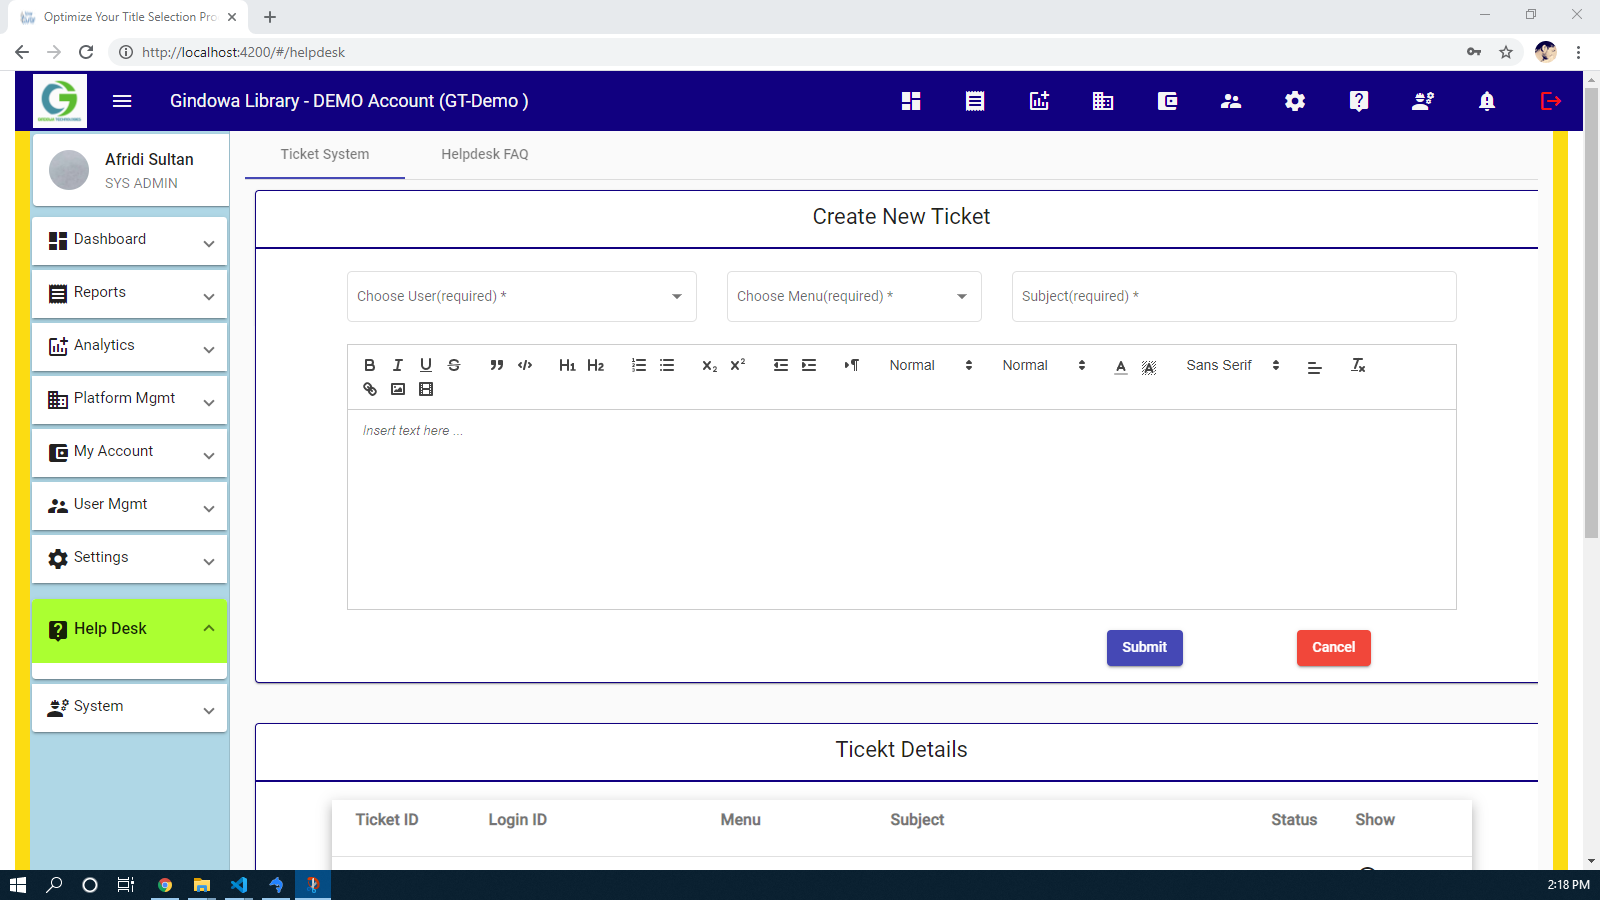 Optimize Your Title Selection Pro
http://localhost:4200/#/helpdesk
Gindowa Library - DEMO Account (GT-Demo )
Afridi Sultan
SYS ADMIN
Dashboard
Reports
Analytics
Platform Mgmt
My Account
User Mgmt
Settings
Help Desk
System
Ticket System Helpdesk FAQ
Create New Ticket
Choose User(required) * Choose Menu(required) * Subject(required) *
B I U S H1 H2 X2 X2 Normal Normal A A Sans Serif Tx
Insert text here ...
Submit Cancel
Ticekt Details
Ticket ID Login ID Menu Subject Status Show
2:18 PM